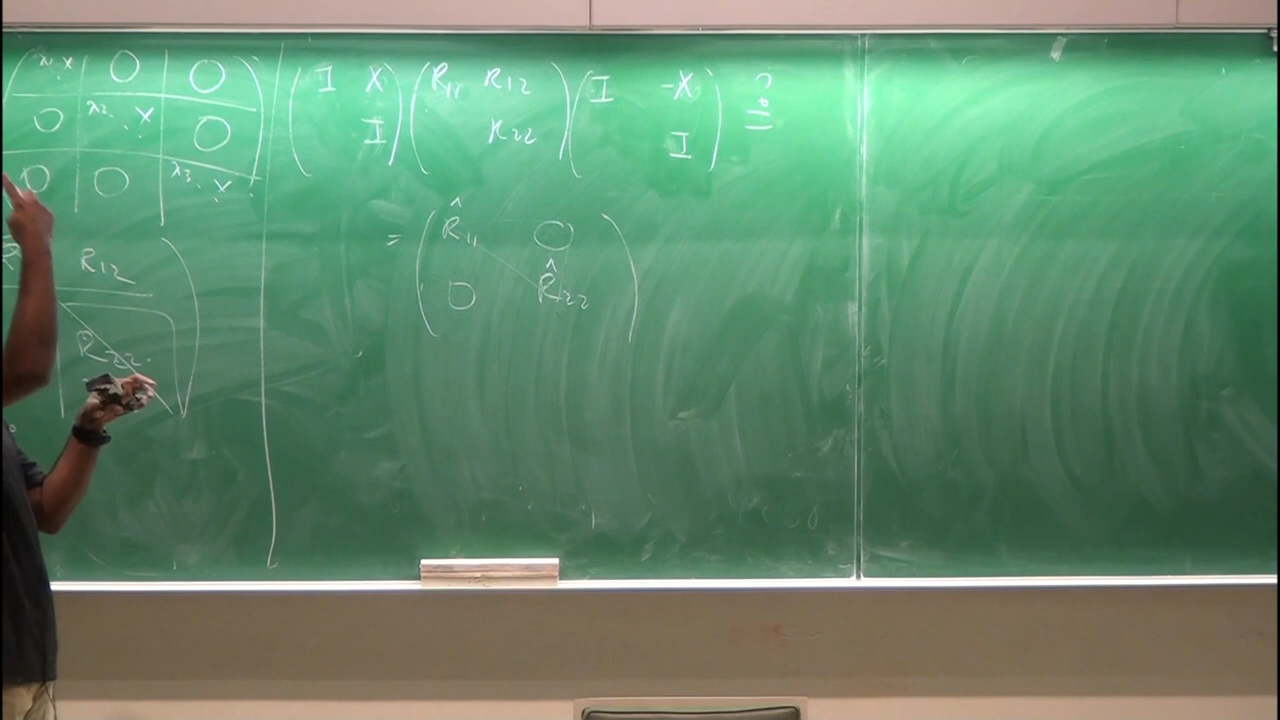 λ₁ X 0 0
0 λ₂ X 0
0 0 λ₃ X
R12
R22
( I X ) ( R11 R12 ) ( I -X ) ?
( I ) ( R22 ) ( I ) =
= ( R̂11 0 )
( 0 R̂22 )